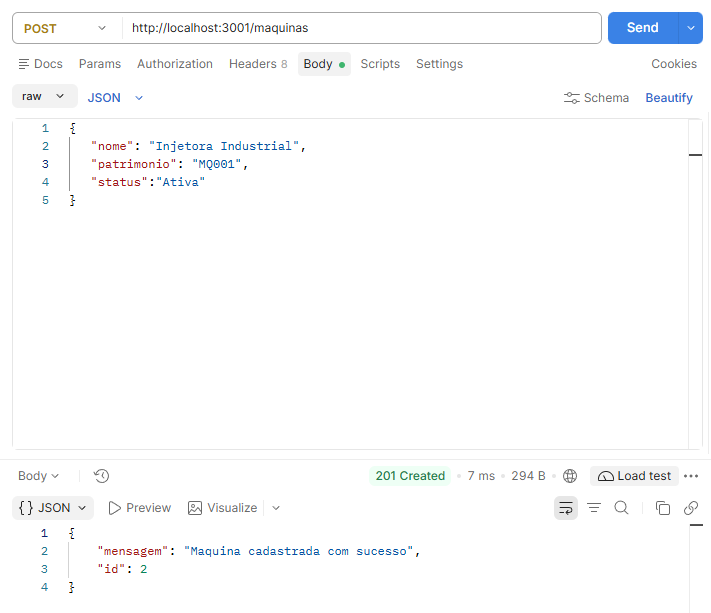 POST http://localhost:3001/maquinas Send
Docs Params Authorization Headers 8 Body Scripts Settings Cookies
raw JSON Schema Beautify
1 {
2 "nome": "Injetora Industrial",
3 "patrimonio": "MQ001",
4 "status":"Ativa"
5 }
Body 201 Created 7 ms 294 B Load test
{} JSON Preview Visualize
1 {
2 "mensagem": "Maquina cadastrada com sucesso",
3 "id": 2
4 }